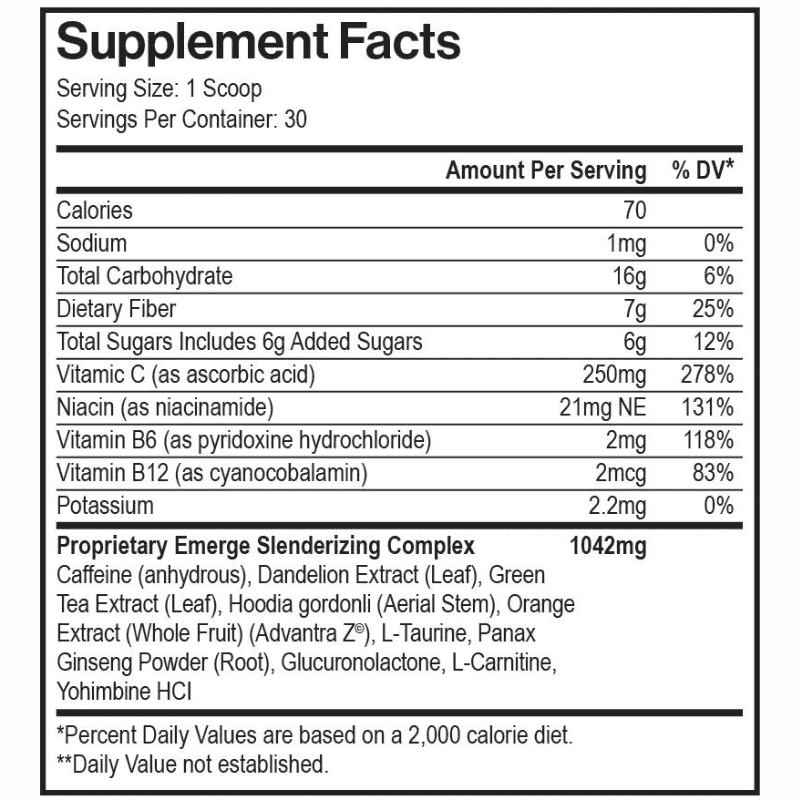 Supplement Facts
Serving Size: 1 Scoop
Servings Per Container: 30
Amount Per Serving % DV*
Calories 70
Sodium 1mg 0%
Total Carbohydrate 16g 6%
Dietary Fiber 7g 25%
Total Sugars Includes 6g Added Sugars 6g 12%
Vitamic C (as ascorbic acid) 250mg 278%
Niacin (as niacinamide) 21mg NE 131%
Vitamin B6 (as pyridoxine hydrochloride) 2mg 118%
Vitamin B12 (as cyanocobalamin) 2mcg 83%
Potassium 2.2mg 0%
Proprietary Emerge Slenderizing Complex 1042mg
Caffeine (anhydrous), Dandelion Extract (Leaf), Green
Tea Extract (Leaf), Hoodia gordonli (Aerial Stem), Orange
Extract (Whole Fruit) (Advantra Z©), L-Taurine, Panax
Ginseng Powder (Root), Glucuronolactone, L-Carnitine,
Yohimbine HCI
*Percent Daily Values are based on a 2,000 calorie diet.
**Daily Value not established.